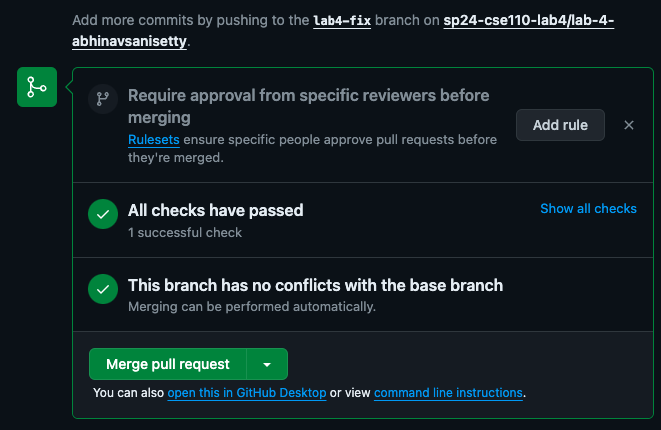 Add more commits by pushing to the lab4-fix branch on sp24-cse110-lab4/lab-4-
abhinavsanisetty.
Require approval from specific reviewers before
merging
Rulesets ensure specific people approve pull requests before
they're merged.
Add rule
All checks have passed
1 successful check
Show all checks
This branch has no conflicts with the base branch
Merging can be performed automatically.
Merge pull request
You can also open this in GitHub Desktop or view command line instructions.